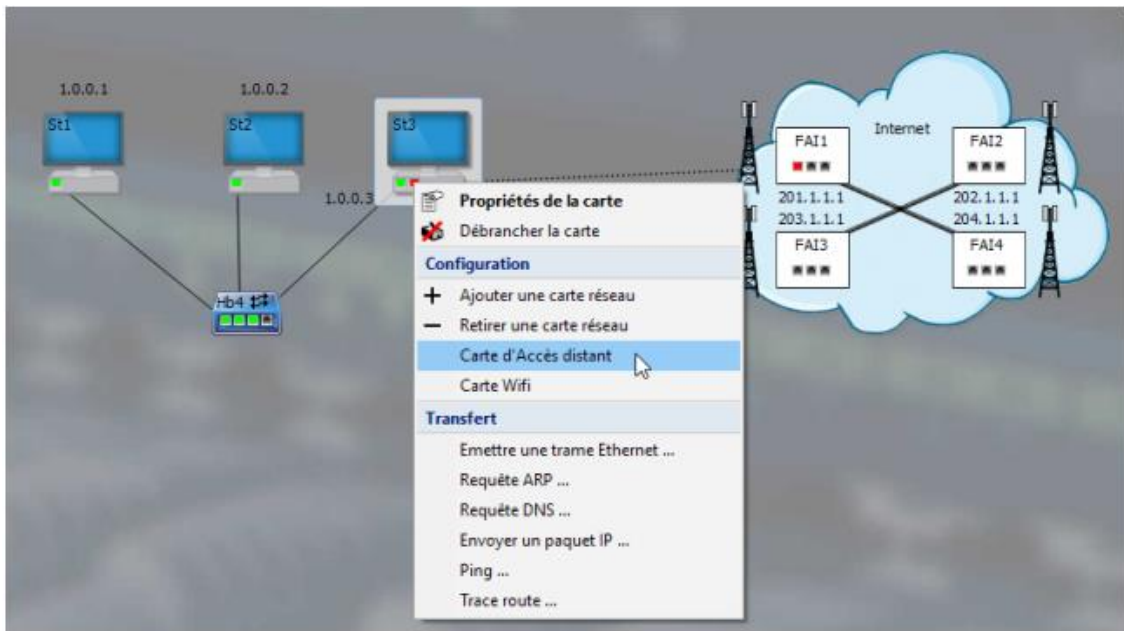 1.0.0.1
1.0.0.2
St1
St2
St3
1.0.0.3
Hb4
Propriétés de la carte
Débrancher la carte
Configuration
Ajouter une carte réseau
Retirer une carte réseau
Carte d'Accès distant
Carte Wifi
Transfert
Emettre une trame Ethernet ...
Requête ARP ...
Requête DNS ...
Envoyer un paquet IP ...
Ping ...
Trace route ...
Internet
FAI1
FAI2
201.1.1.1
202.1.1.1
203.1.1.1
204.1.1.1
FAI3
FAI4